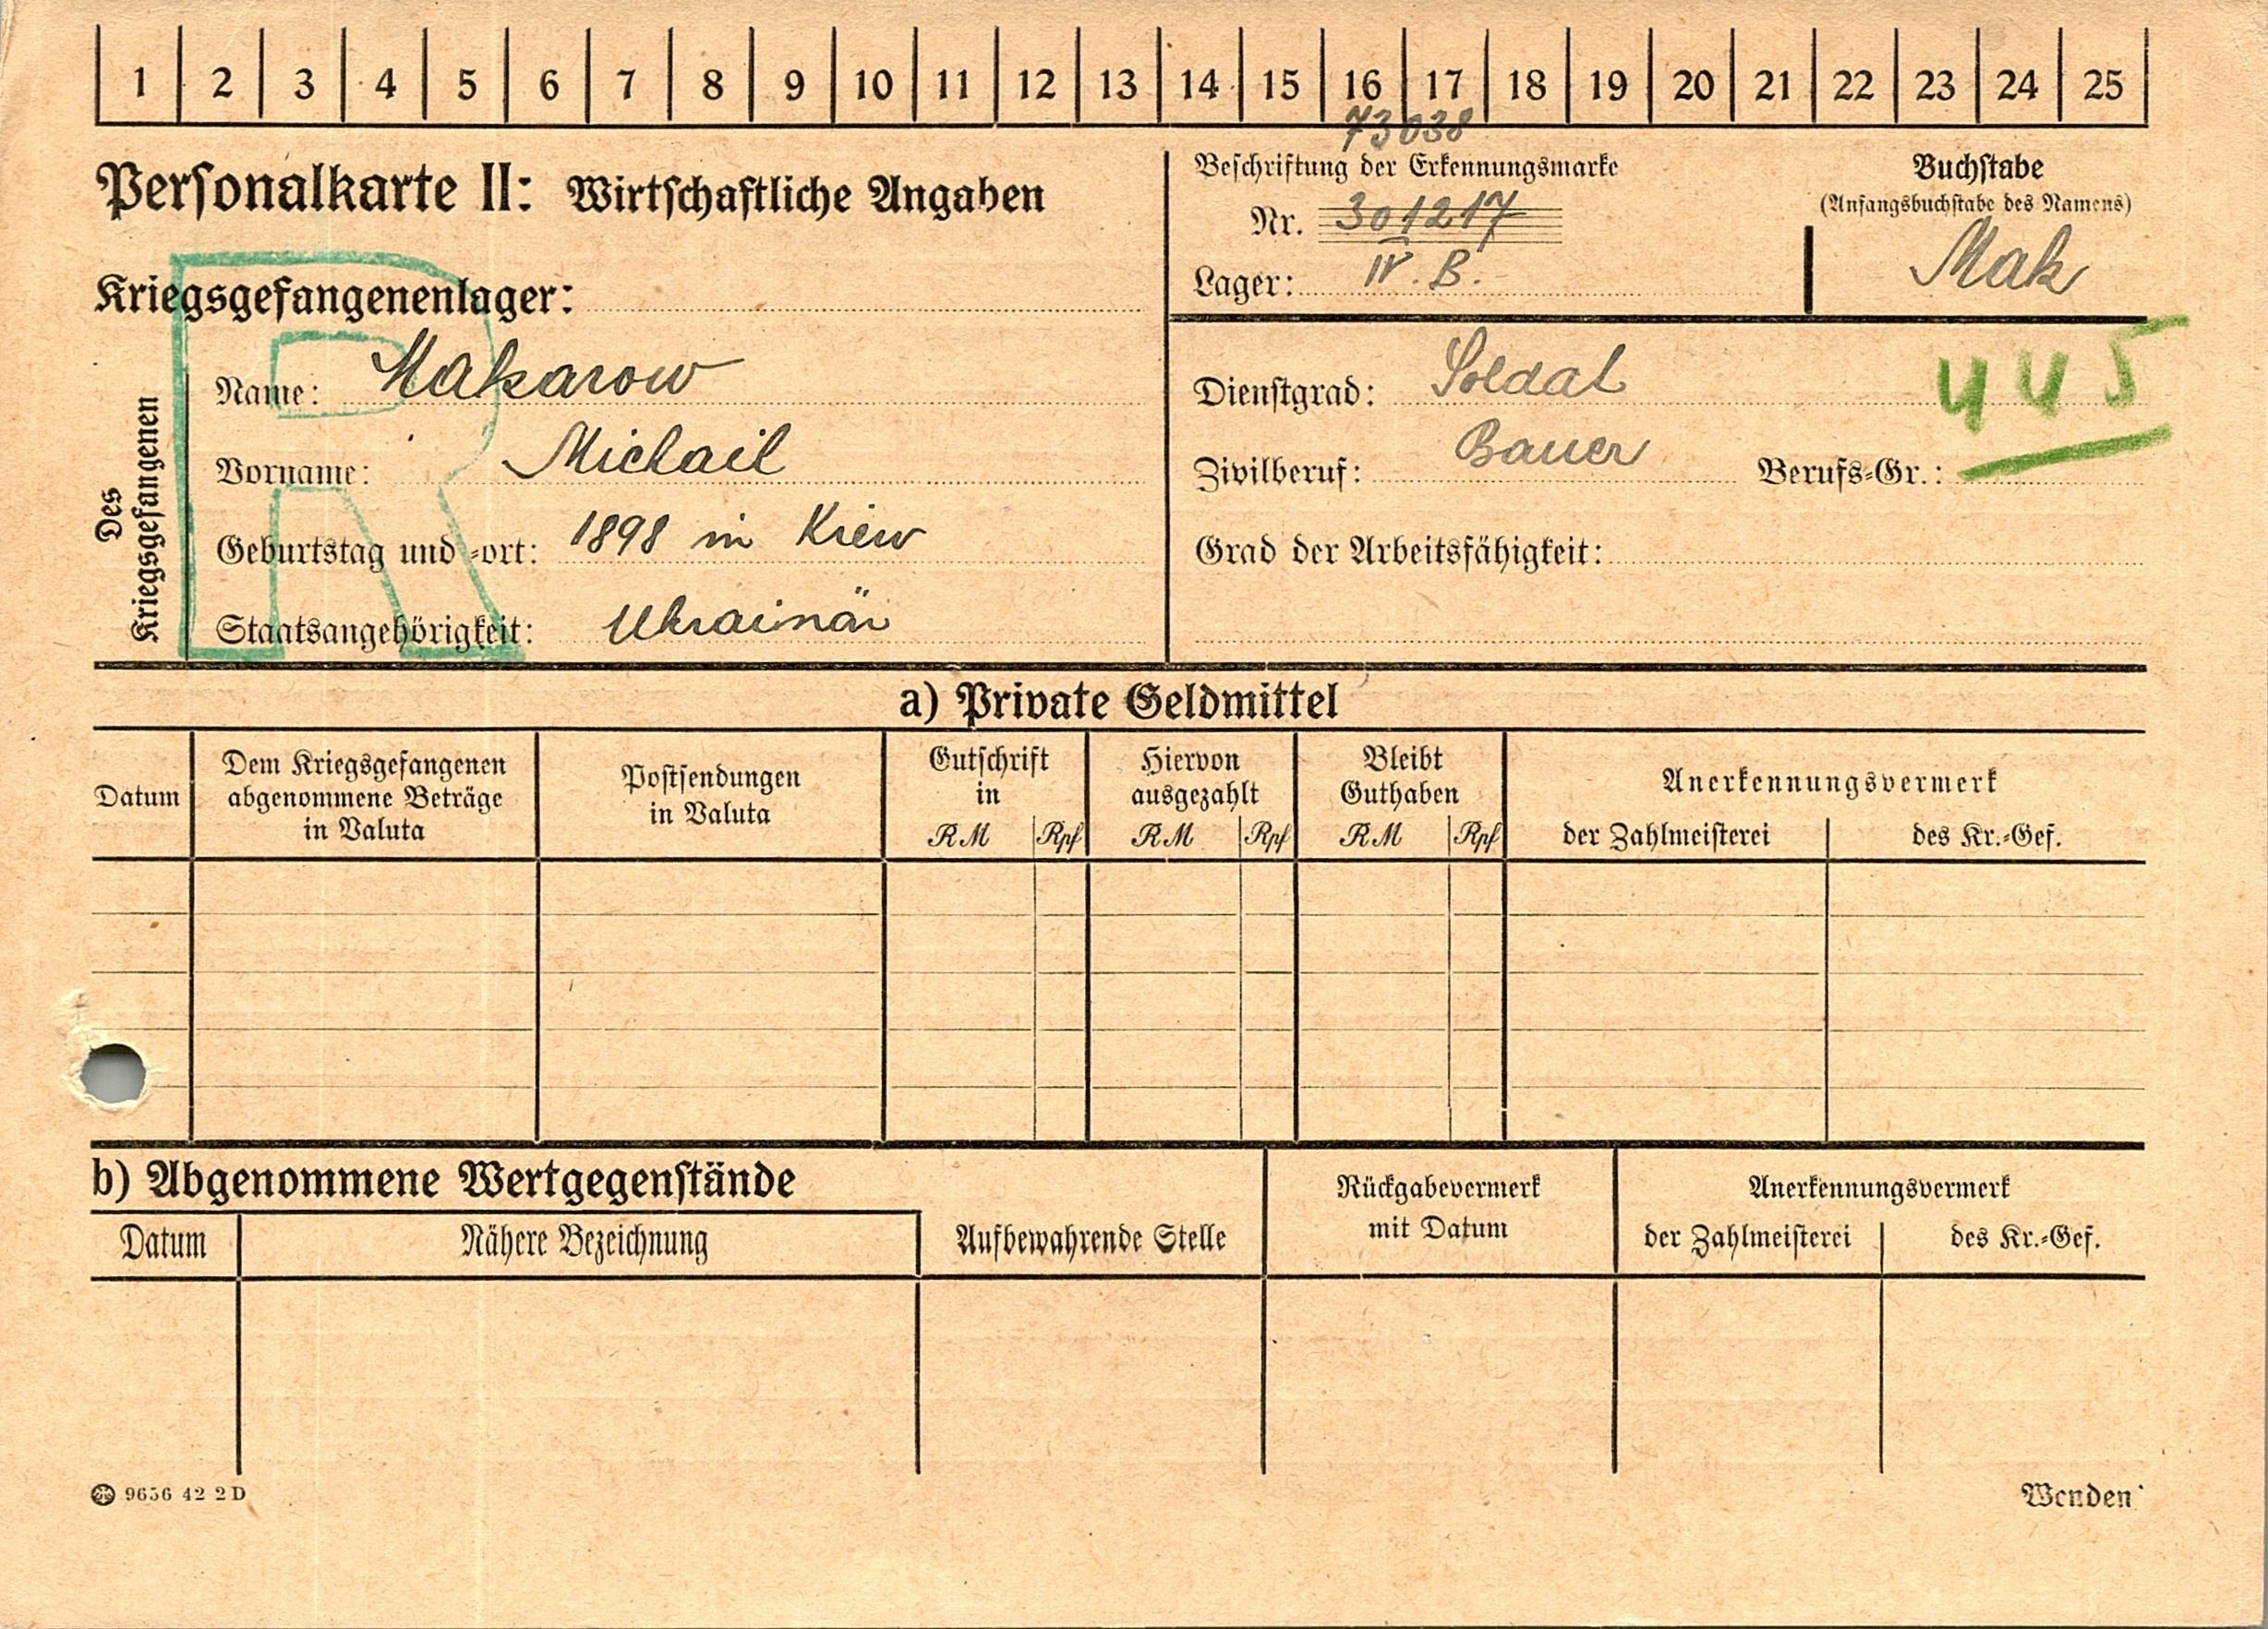 1 2 3 4 5 6 7 8 9 10 11 12 13 14 15 16 17 18 19 20 21 22 23 24 25
73038
Personalkarte II: Wirtschaftliche Angaben
Beschriftung der Erkennungsmarke
Nr. 301217
Lager: IV. B.
Buchstabe
(Anfangsbuchstabe des Namens)
Mak
Kriegsgefangenenlager:
R
Des
Kriegsgefangenen
Name: Makarow
Vorname: Michail
Geburtstag und -ort: 1898 in Kiew
Staatsangehörigkeit: Ukrainär
Dienstgrad: Soldat
445
Zivilberuf: Bauer Berufs-Gr.:
Grad der Arbeitsfähigkeit:
a) Private Geldmittel
Datum
Dem Kriegsgefangenen
abgenommene Beträge
in Valuta
Postsendungen
in Valuta
Gutschrift
in
RM Rpf
Hiervon
ausgezahlt
RM Rpf
Bleibt
Guthaben
RM Rpf
Anerkennungsvermerk
der Zahlmeisterei des Kr.-Gef.
b) Abgenommene Wertgegenstände
Datum Nähere Bezeichnung
Aufbewahrende Stelle
Rückgabevermerk
mit Datum
Anerkennungsvermerk
der Zahlmeisterei des Kr.-Gef.
9656 42 2 D
Wenden